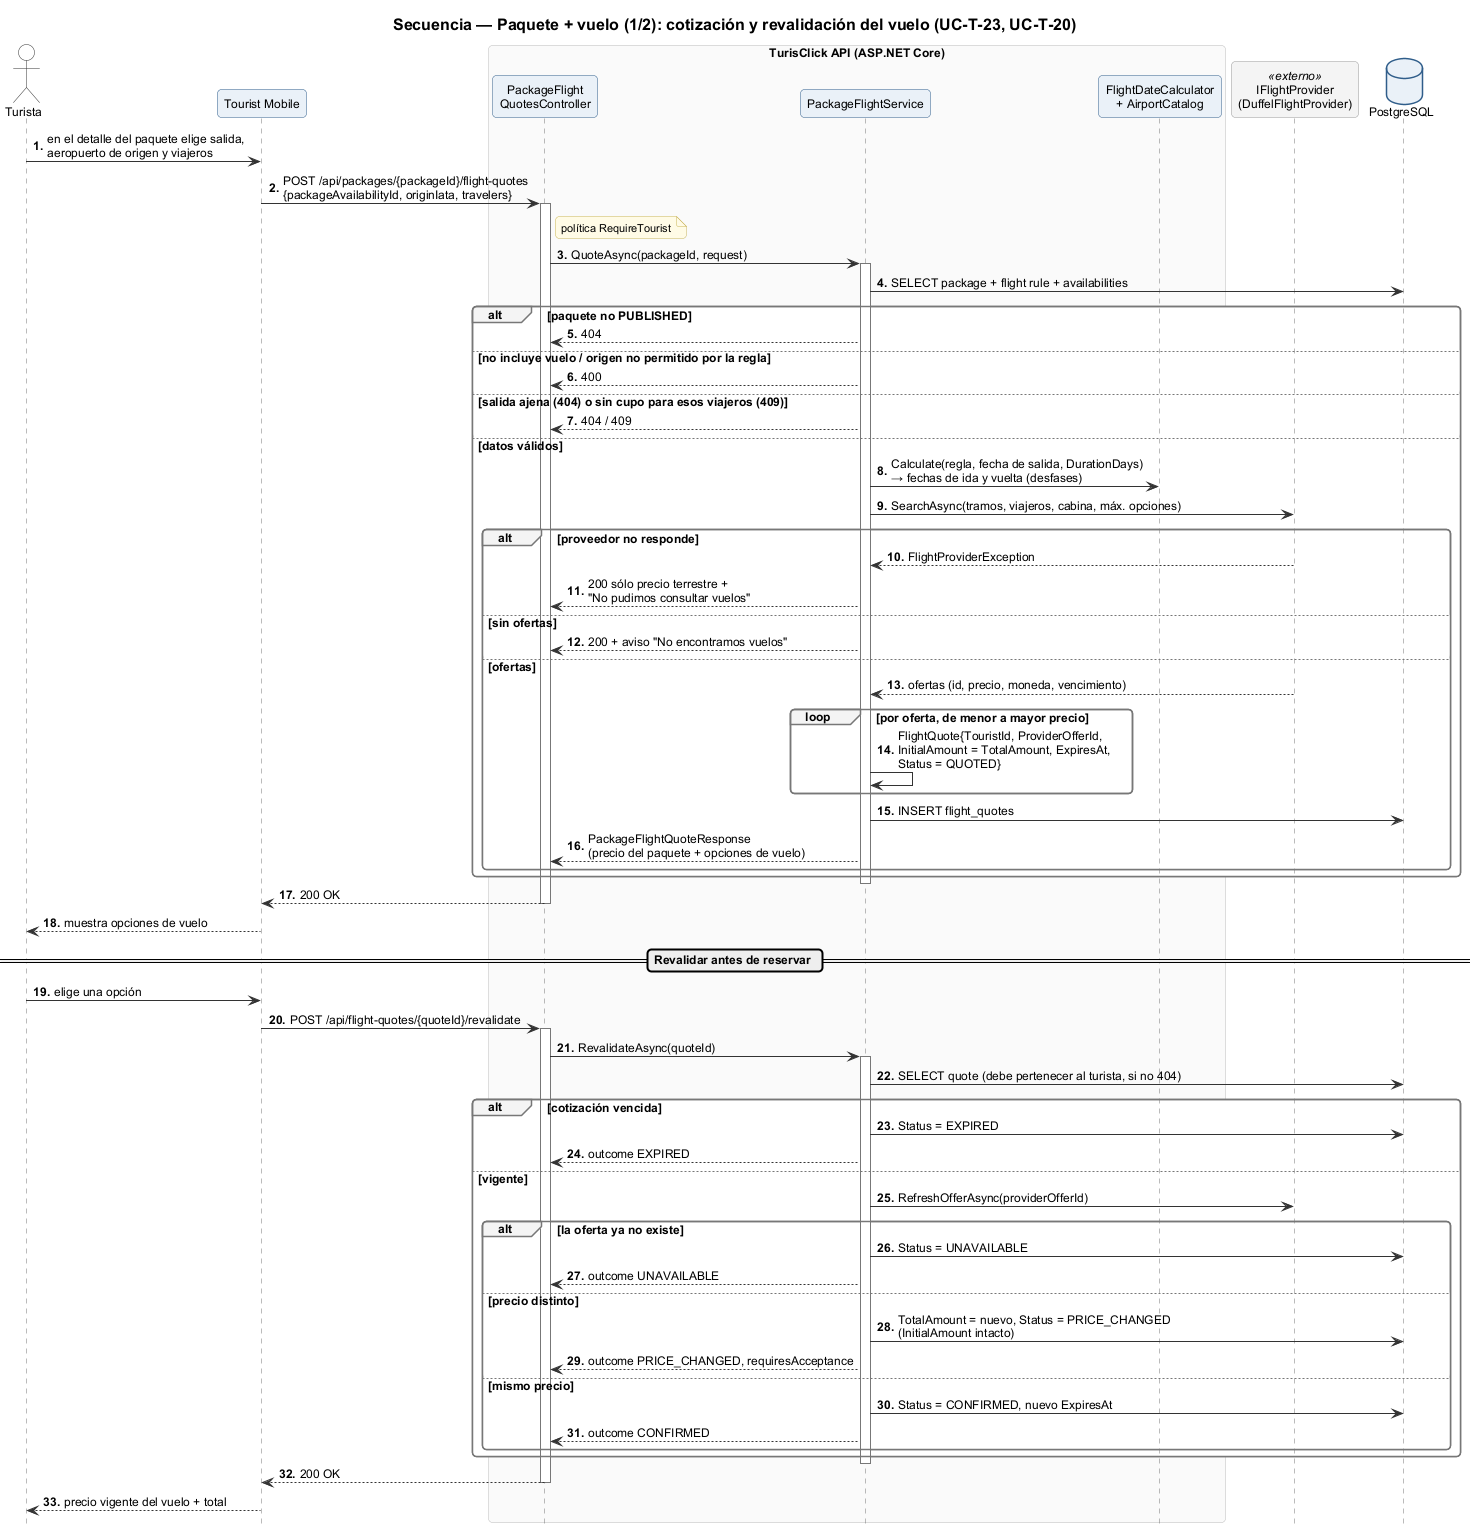 Secuencia — Paquete + vuelo (1/2): cotización y revalidación del vuelo (UC-T-23, UC-T-20)
TurisClick API (ASP.NET Core)
Turista
Tourist Mobile
PackageFlight
QuotesController
PackageFlightService
FlightDateCalculator
+ AirportCatalog
«externo»
IFlightProvider
(DuffelFlightProvider)
PostgreSQL
1. en el detalle del paquete elige salida,
aeropuerto de origen y viajeros
2. POST /api/packages/{packageId}/flight-quotes
{packageAvailabilityId, originIata, travelers}
política RequireTourist
3. QuoteAsync(packageId, request)
4. SELECT package + flight rule + availabilities
alt [paquete no PUBLISHED]
5. 404
[no incluye vuelo / origen no permitido por la regla]
6. 400
[salida ajena (404) o sin cupo para esos viajeros (409)]
7. 404 / 409
[datos válidos]
8. Calculate(regla, fecha de salida, DurationDays)
→ fechas de ida y vuelta (desfases)
9. SearchAsync(tramos, viajeros, cabina, máx. opciones)
alt [proveedor no responde]
10. FlightProviderException
11. 200 sólo precio terrestre +
"No pudimos consultar vuelos"
[sin ofertas]
12. 200 + aviso "No encontramos vuelos"
[ofertas]
13. ofertas (id, precio, moneda, vencimiento)
loop [por oferta, de menor a mayor precio]
14. FlightQuote{TouristId, ProviderOfferId,
InitialAmount = TotalAmount, ExpiresAt,
Status = QUOTED}
15. INSERT flight_quotes
16. PackageFlightQuoteResponse
(precio del paquete + opciones de vuelo)
17. 200 OK
18. muestra opciones de vuelo
Revalidar antes de reservar
19. elige una opción
20. POST /api/flight-quotes/{quoteId}/revalidate
21. RevalidateAsync(quoteId)
22. SELECT quote (debe pertenecer al turista, si no 404)
alt [cotización vencida]
23. Status = EXPIRED
24. outcome EXPIRED
[vigente]
25. RefreshOfferAsync(providerOfferId)
alt [la oferta ya no existe]
26. Status = UNAVAILABLE
27. outcome UNAVAILABLE
[precio distinto]
28. TotalAmount = nuevo, Status = PRICE_CHANGED
(InitialAmount intacto)
29. outcome PRICE_CHANGED, requiresAcceptance
[mismo precio]
30. Status = CONFIRMED, nuevo ExpiresAt
31. outcome CONFIRMED
32. 200 OK
33. precio vigente del vuelo + total